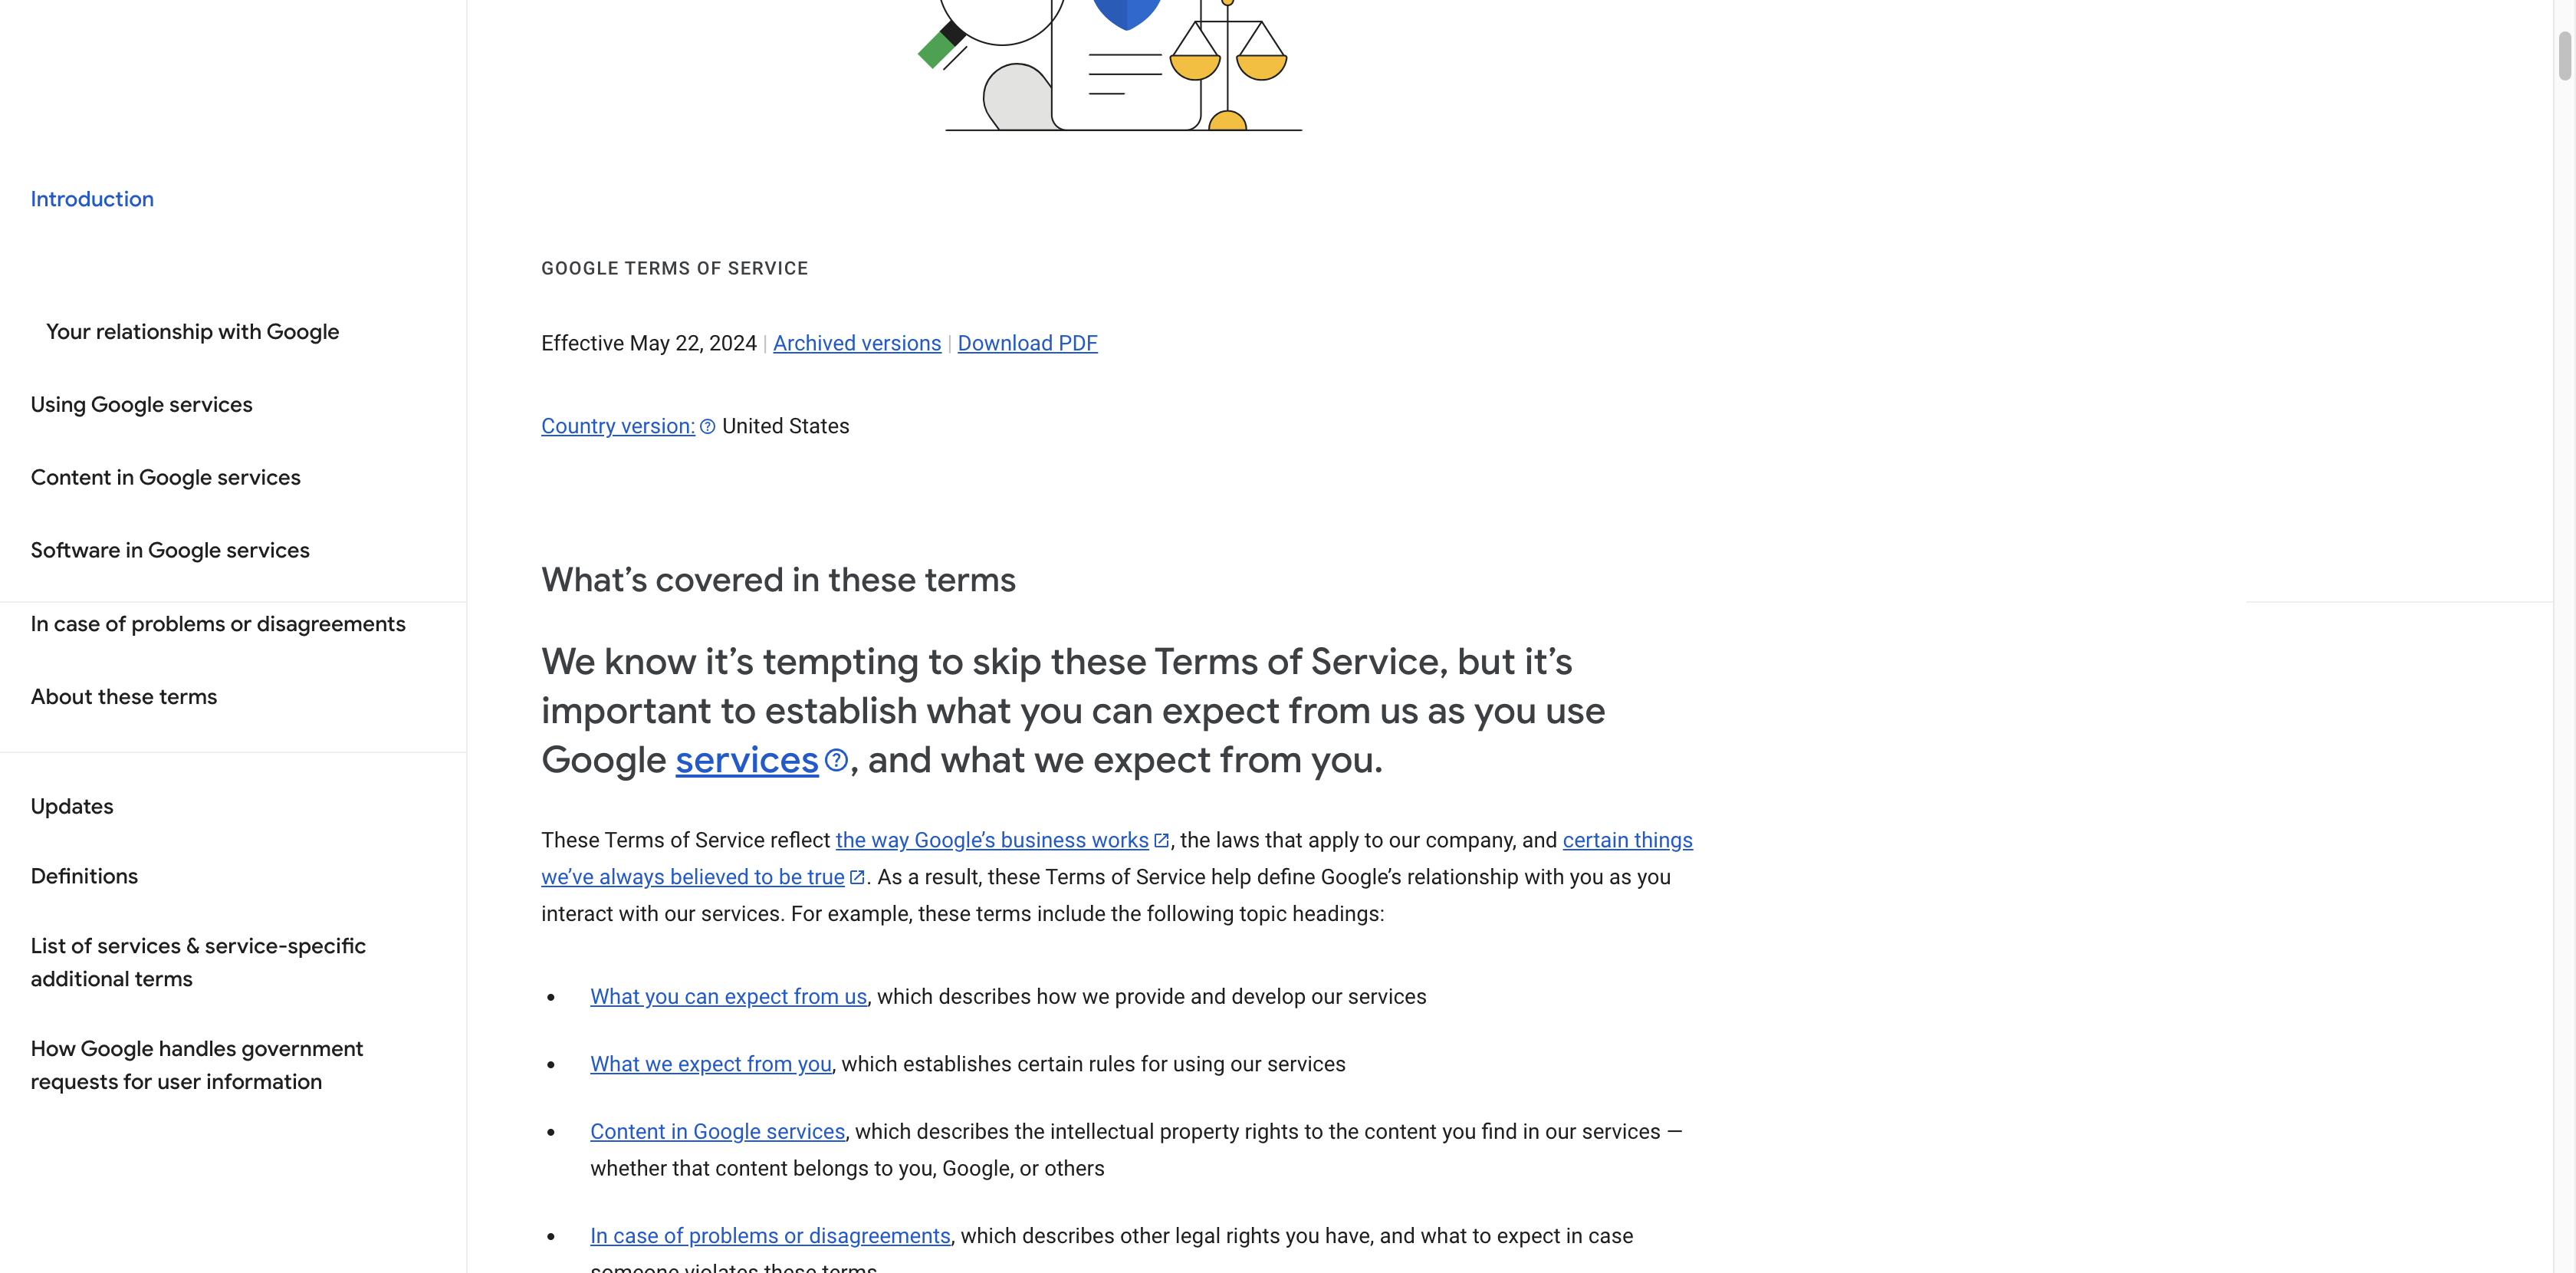 Introduction
Your relationship with Google
Using Google services
Content in Google services
Software in Google services
In case of problems or disagreements
About these terms
Updates
Definitions
List of services & service-specific
additional terms
How Google handles government
requests for user information
GOOGLE TERMS OF SERVICE
Effective May 22, 2024 | Archived versions | Download PDF
Country version: United States
What’s covered in these terms
We know it’s tempting to skip these Terms of Service, but it’s
important to establish what you can expect from us as you use
Google services, and what we expect from you.
These Terms of Service reflect the way Google’s business works, the laws that apply to our company, and certain things
we’ve always believed to be true. As a result, these Terms of Service help define Google’s relationship with you as you
interact with our services. For example, these terms include the following topic headings:
• What you can expect from us, which describes how we provide and develop our services
• What we expect from you, which establishes certain rules for using our services
• Content in Google services, which describes the intellectual property rights to the content you find in our services —
whether that content belongs to you, Google, or others
• In case of problems or disagreements, which describes other legal rights you have, and what to expect in case
someone violates these terms